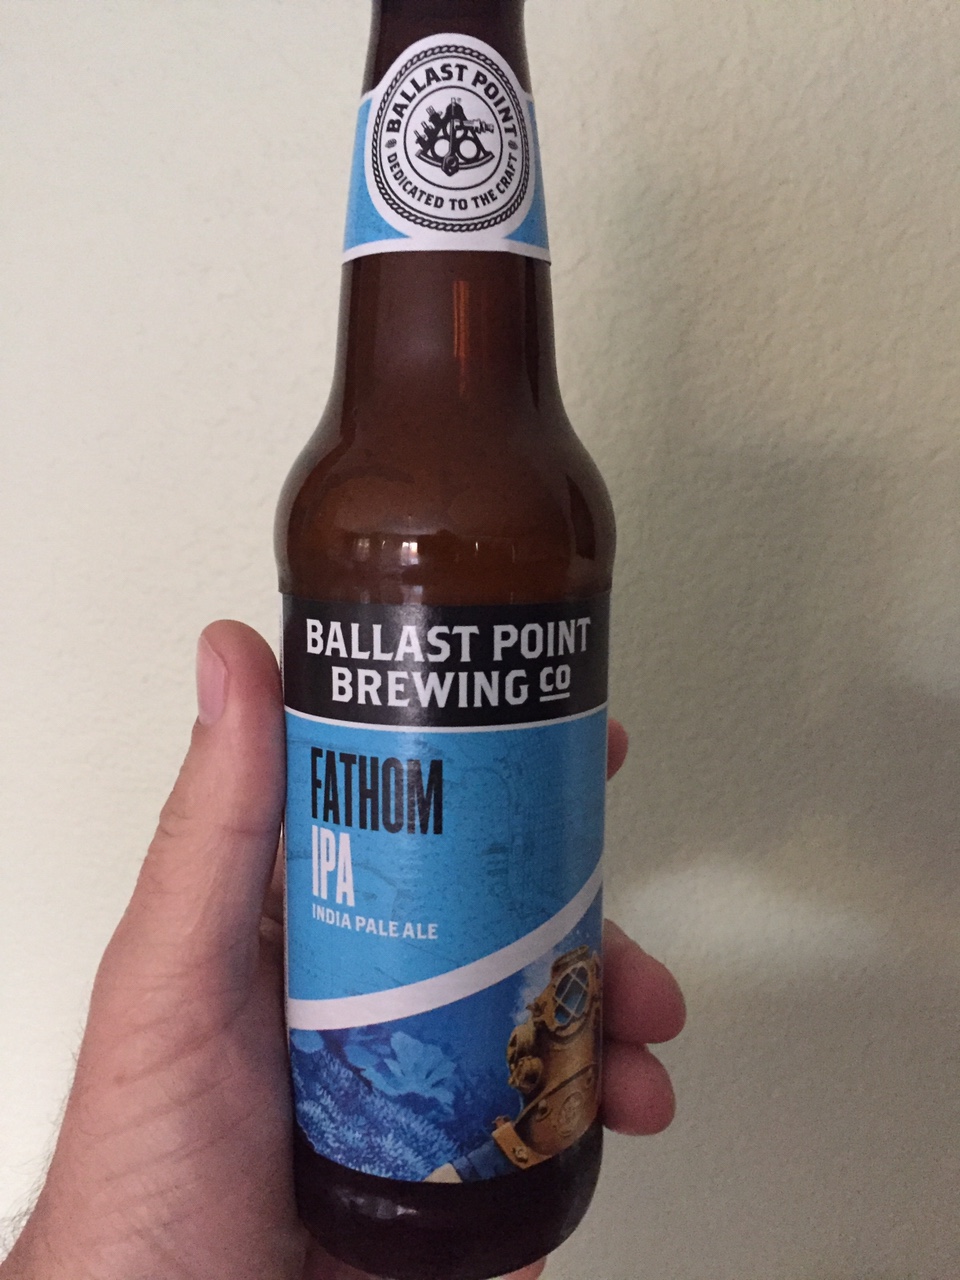 BALLAST POINT
DEDICATED TO THE CRAFT
BALLAST POINT
BREWING CO
FATHOM
IPA
INDIA PALE ALE